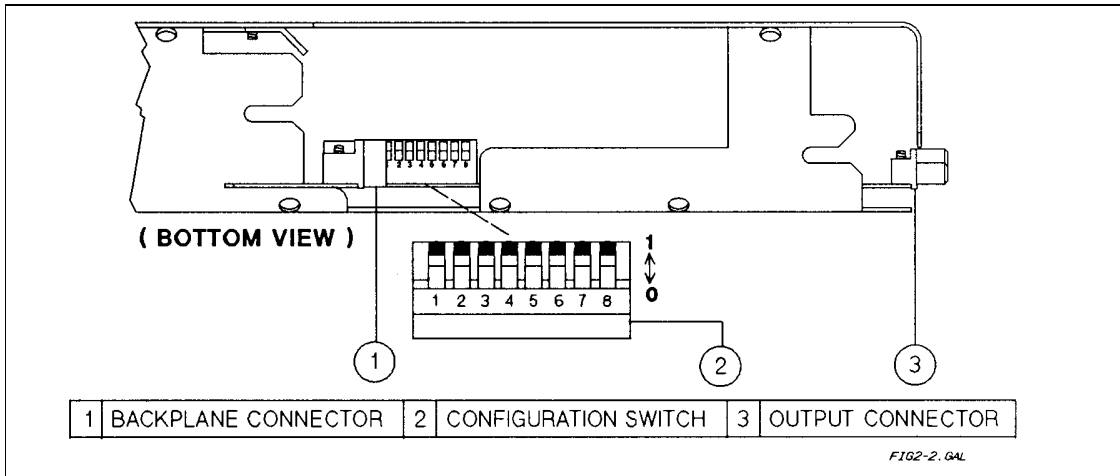 1 2 3 4 5 6 7 8
( BOTTOM VIEW )
1
0
1 2 3 4 5 6 7 8
1
2
3
1 BACKPLANE CONNECTOR 2 CONFIGURATION SWITCH 3 OUTPUT CONNECTOR
FIG2-2.GAL